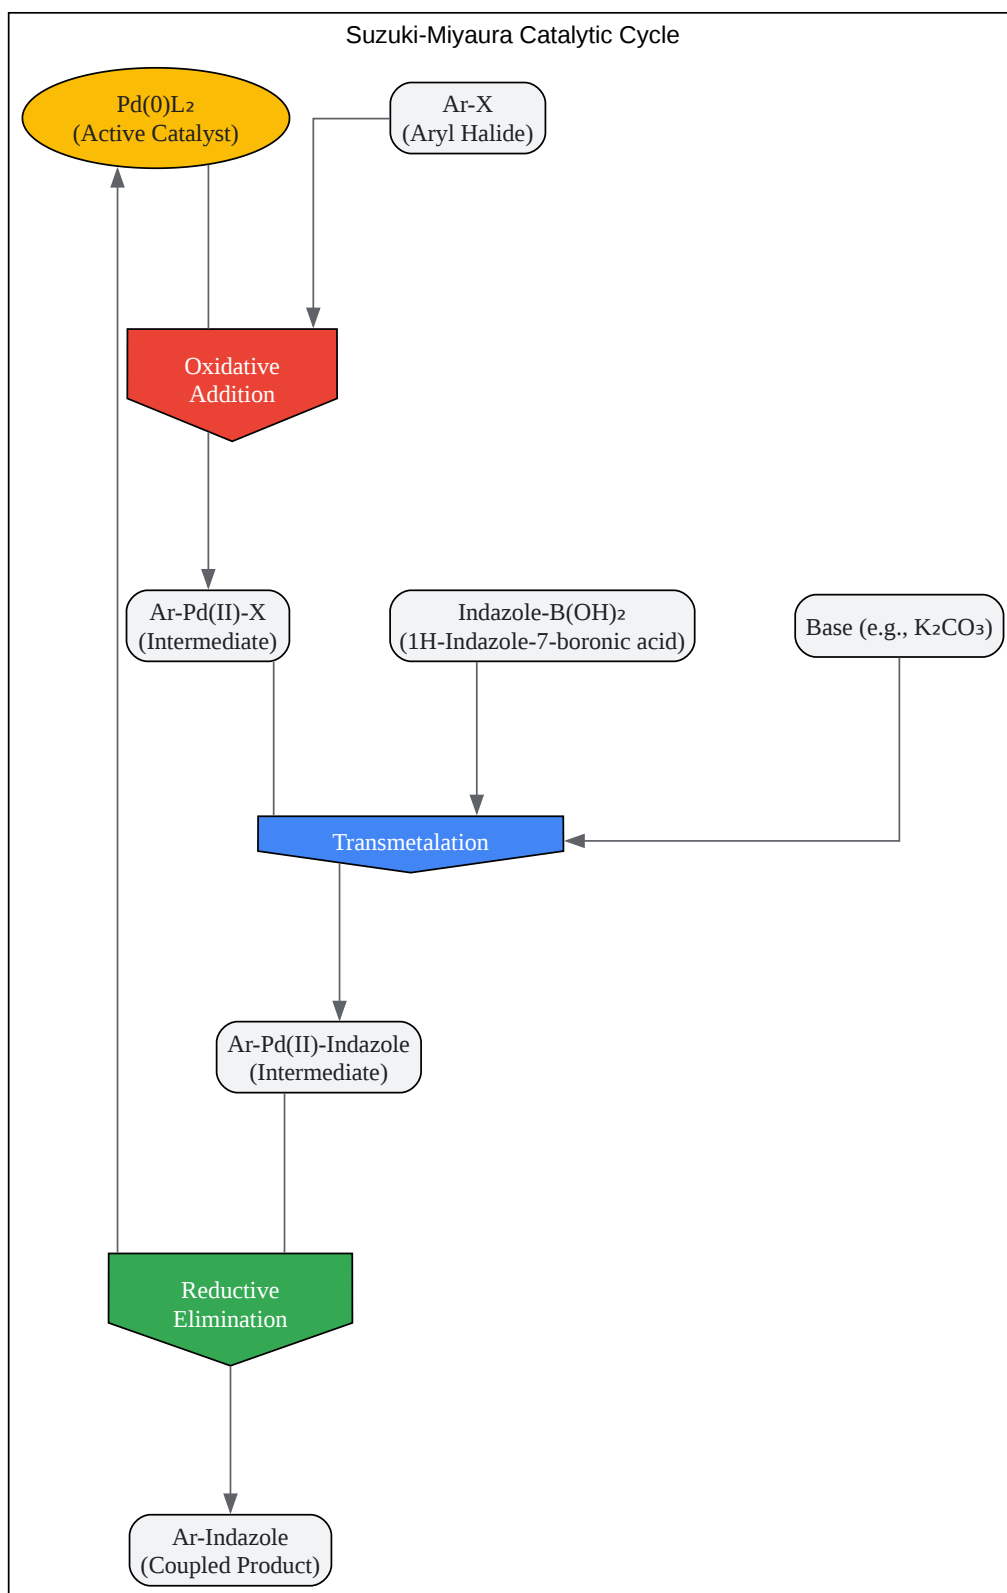 Suzuki-Miyaura Catalytic Cycle
Pd(0)L₂
(Active Catalyst)
Ar-X
(Aryl Halide)
Oxidative
Addition
Ar-Pd(II)-X
(Intermediate)
Indazole-B(OH)₂
(1H-Indazole-7-boronic acid)
Base (e.g., K₂CO₃)
Transmetalation
Ar-Pd(II)-Indazole
(Intermediate)
Reductive
Elimination
Ar-Indazole
(Coupled Product)